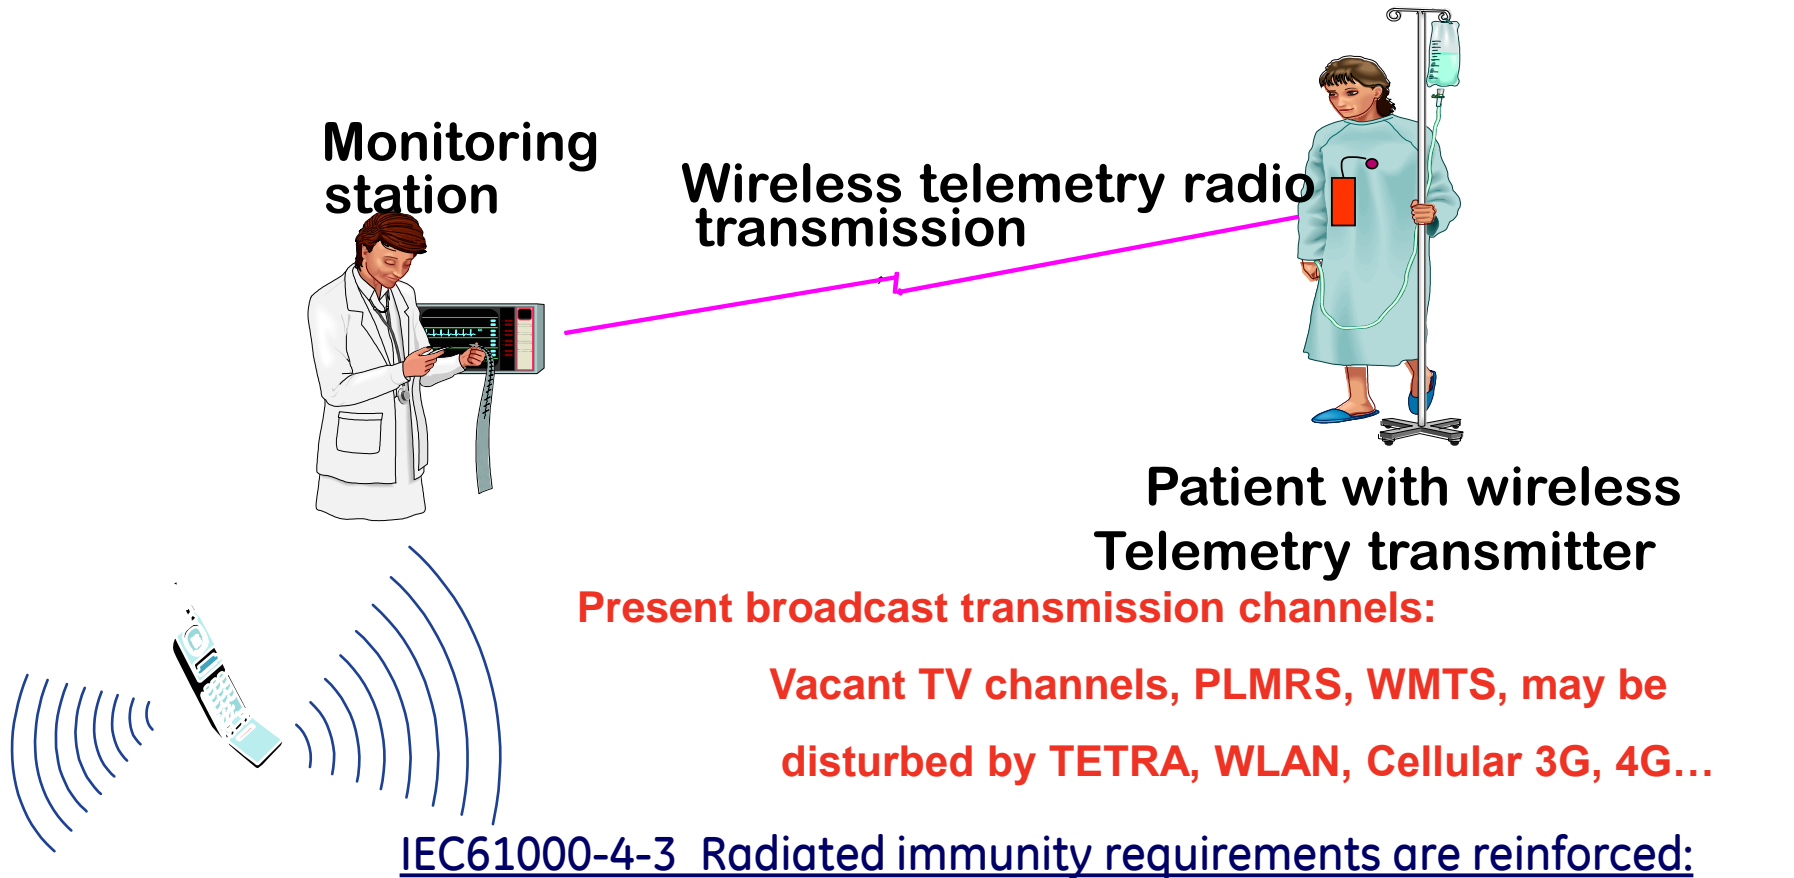 Monitoring
station
Wireless telemetry radio
transmission
Patient with wireless
Telemetry transmitter
Present broadcast transmission channels:
Vacant TV channels, PLMRS, WMTS, may be
disturbed by TETRA, WLAN, Cellular 3G, 4G...
IEC61000-4-3 Radiated immunity requirements are reinforced: